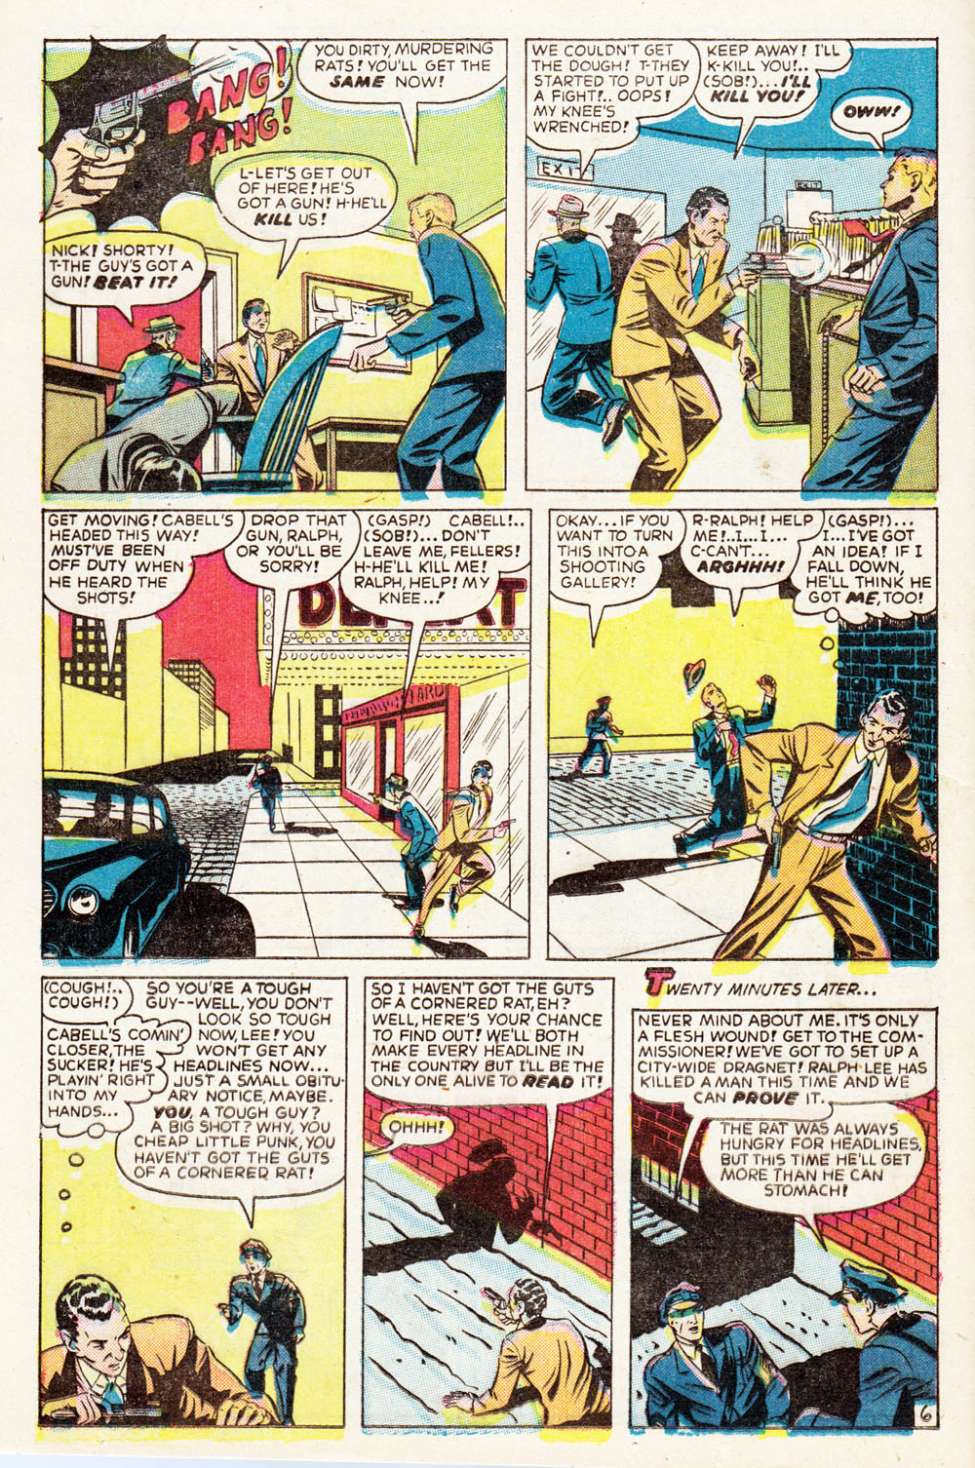 BANG!
BANG!
YOU DIRTY, MURDERING
RATS! YOU'LL GET THE
SAME NOW!
L-LET'S GET OUT
OF HERE! HE'S
GOT A GUN! H-HE'LL
KILL US!
NICK! SHORTY!
T-THE GUY'S GOT A
GUN! BEAT IT!
WE COULDN'T GET
THE DOUGH! T-THEY
STARTED TO PUT UP
A FIGHT!.. OOPS!
MY KNEE'S
WRENCHED!
KEEP AWAY! I'LL
K-KILL YOU!..
(SOB!)...I'LL
KILL YOU!
OWW!
EXIT
GET MOVING! CABELL'S
HEADED THIS WAY!
MUST'VE BEEN
OFF DUTY WHEN
HE HEARD THE
SHOTS!
DROP THAT
GUN, RALPH,
OR YOU'LL BE
SORRY!
(GASP!) CABELL!..
(SOB!)... DON'T
LEAVE ME, FELLERS!
H-HE'LL KILL ME!
RALPH, HELP! MY
KNEE..!
OKAY...IF YOU
WANT TO TURN
THIS INTO A
SHOOTING
GALLERY!
R-RALPH! HELP
ME!..I...I...
C-CAN'T...
ARGHHH!
(GASP!)...
I...I'VE GOT
AN IDEA! IF I
FALL DOWN,
HE'LL THINK HE
GOT ME, TOO!
(COUGH!..
COUGH!)
CABELL'S COMIN'
CLOSER, THE
SUCKER! HE'S
PLAYIN' RIGHT
INTO MY
HANDS...
SO YOU'RE A TOUGH
GUY--WELL, YOU DON'T
LOOK SO TOUGH
NOW, LEE! YOU
WON'T GET ANY
HEADLINES NOW...
JUST A SMALL OBITU-
ARY NOTICE, MAYBE.
YOU, A TOUGH GUY?
A BIG SHOT? WHY, YOU
CHEAP LITTLE PUNK, YOU
HAVEN'T GOT THE GUTS
OF A CORNERED RAT!
SO I HAVEN'T GOT THE GUTS
OF A CORNERED RAT, EH?
WELL, HERE'S YOUR CHANCE
TO FIND OUT! WE'LL BOTH
MAKE EVERY HEADLINE IN
THE COUNTRY BUT I'LL BE THE
ONLY ONE ALIVE TO READ IT!
OHHH!
TWENTY MINUTES LATER...
NEVER MIND ABOUT ME. IT'S ONLY
A FLESH WOUND! GET TO THE COM-
MISSIONER! WE'VE GOT TO SET UP A
CITY-WIDE DRAGNET! RALPH LEE HAS
KILLED A MAN THIS TIME AND WE
CAN PROVE IT.
THE RAT WAS ALWAYS
HUNGRY FOR HEADLINES,
BUT THIS TIME HE'LL GET
MORE THAN HE CAN
STOMACH!
6